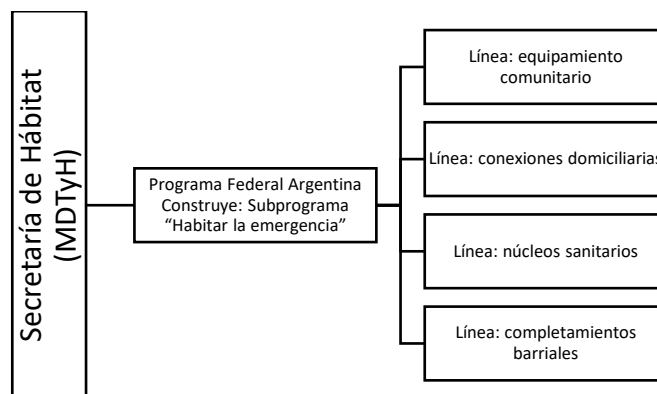 Secretaría de Hábitat
(MDTyH)
Programa Federal Argentina
Construye: Subprograma
“Habitar la emergencia”
Línea: equipamiento
comunitario
Línea: conexiones domiciliarias
Línea: núcleos sanitarios
Línea: completamientos
barriales